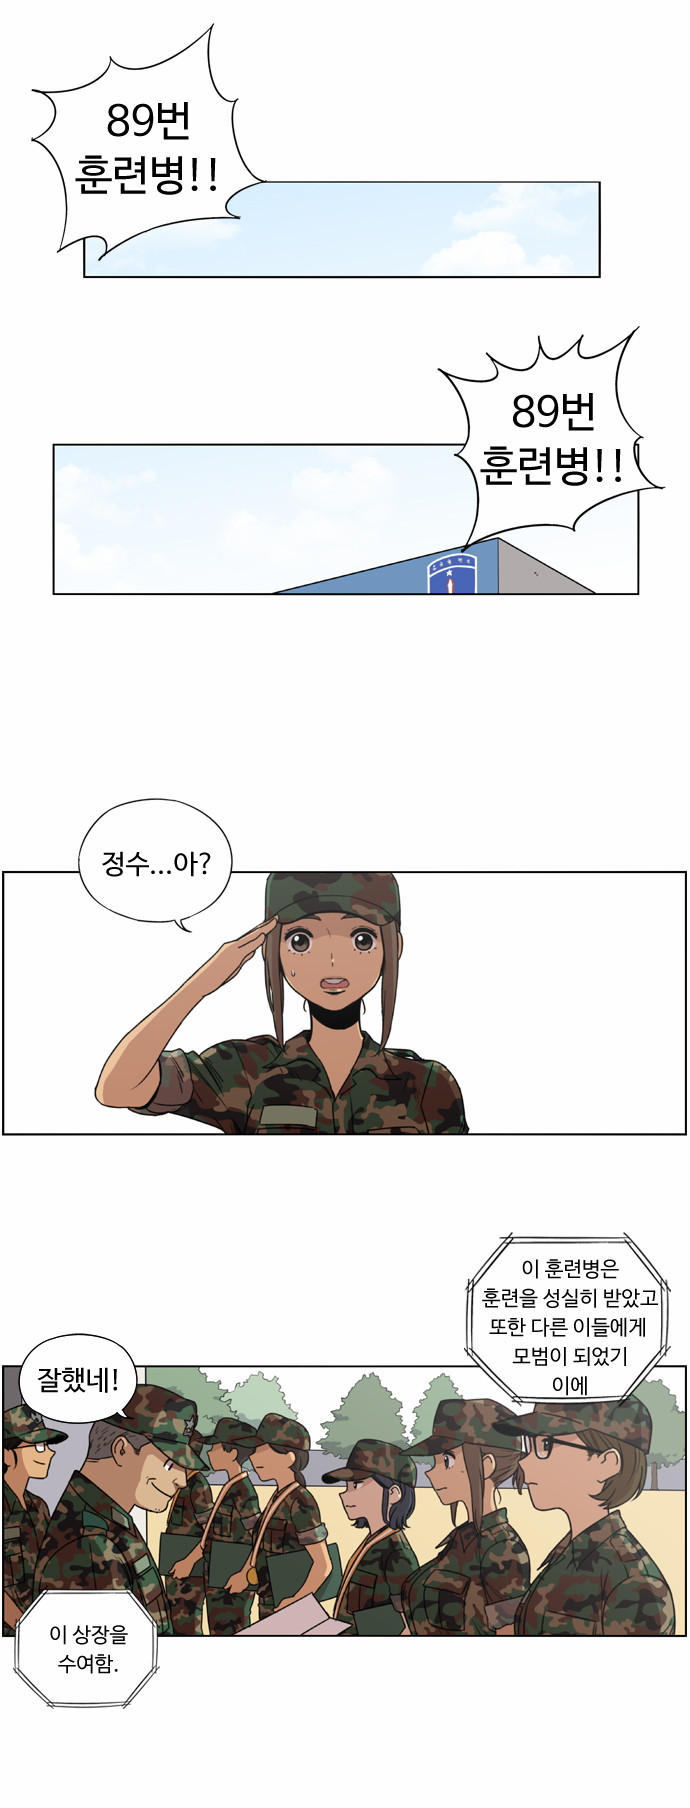 89번
훈련병!!
89번
훈련병!!
정수...아?
이 훈련병은
훈련을 성실히 받았고
또한 다른 이들에게
모범이 되었기
이에
잘했네!
이 상장을
수여함.